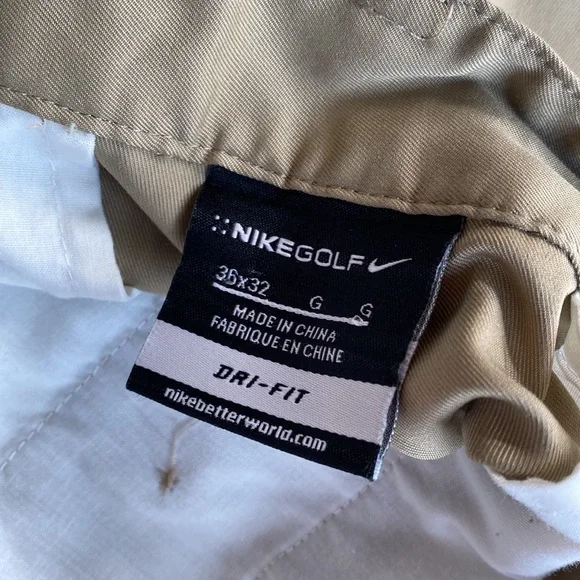 NIKEGOLF
36x32 G G
MADE IN CHINA
FABRIQUE EN CHINE
DRI-FIT
nikebetterworld.com